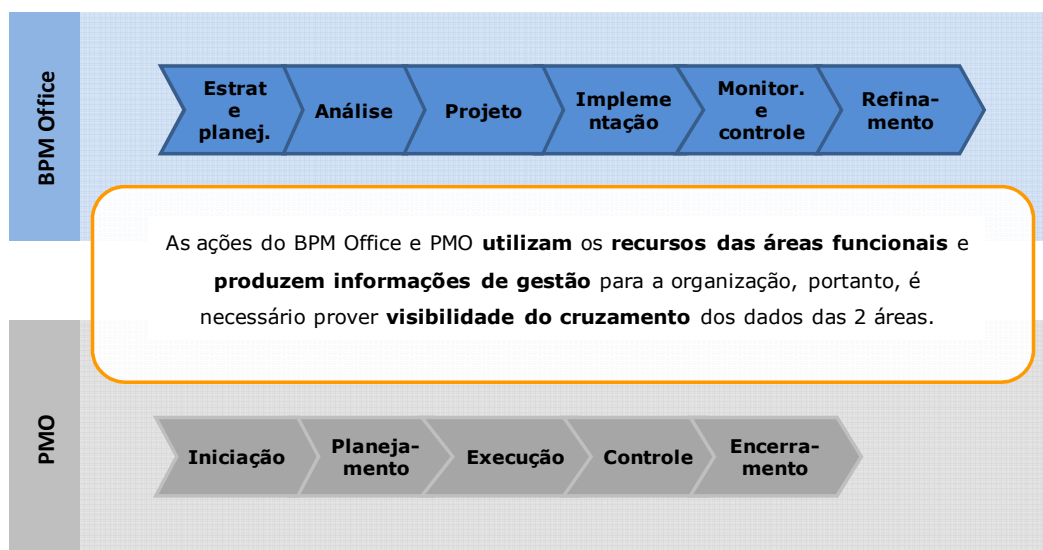 BPM Office
Estrat
e
planej.
Análise
Projeto
Impleme
ntação
Monitor.
e
controle
Refina-
mento
As ações do BPM Office e PMO utilizam os recursos das áreas funcionais e
produzem informações de gestão para a organização, portanto, é
necessário prover visibilidade do cruzamento dos dados das 2 áreas.
PMO
Iniciação
Planeja-
mento
Execução
Controle
Encerra-
mento